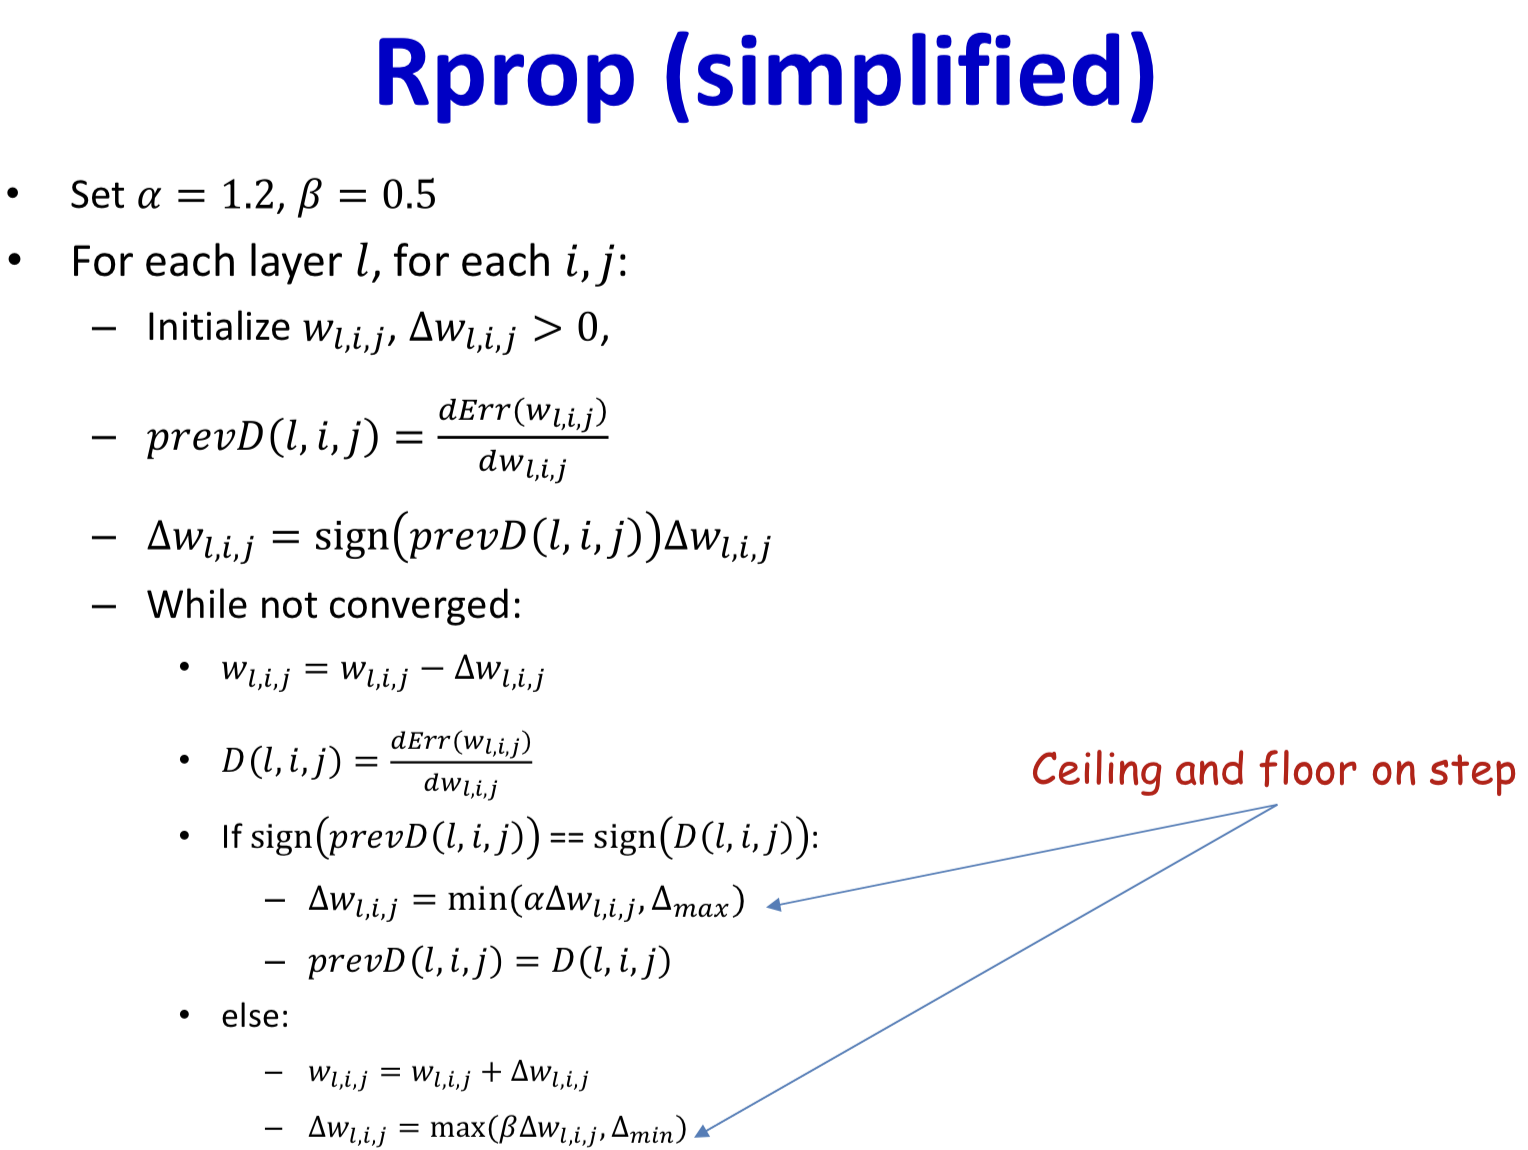 Rprop (simplified)
• Set 𝛼 = 1.2, 𝛽 = 0.5
• For each layer 𝑙, for each 𝑖, 𝑗:
– Initialize $w_{l,i,j}$, $\Delta w_{l,i,j} > 0$,
– $prevD(l, i, j) = \frac{dErr(w_{l,i,j})}{dw_{l,i,j}}$
– $\Delta w_{l,i,j} = \text{sign}(prevD(l, i, j))\Delta w_{l,i,j}$
– While not converged:
• $w_{l,i,j} = w_{l,i,j} - \Delta w_{l,i,j}$
• $D(l, i, j) = \frac{dErr(w_{l,i,j})}{dw_{l,i,j}}$
Ceiling and floor on step
• If $\text{sign}(prevD(l, i, j))$ == $\text{sign}(D(l, i, j))$:
– $\Delta w_{l,i,j} = \min(\alpha \Delta w_{l,i,j}, \Delta_{max})$
– $prevD(l, i, j) = D(l, i, j)$
• else:
– $w_{l,i,j} = w_{l,i,j} + \Delta w_{l,i,j}$
– $\Delta w_{l,i,j} = \max(\beta \Delta w_{l,i,j}, \Delta_{min})$